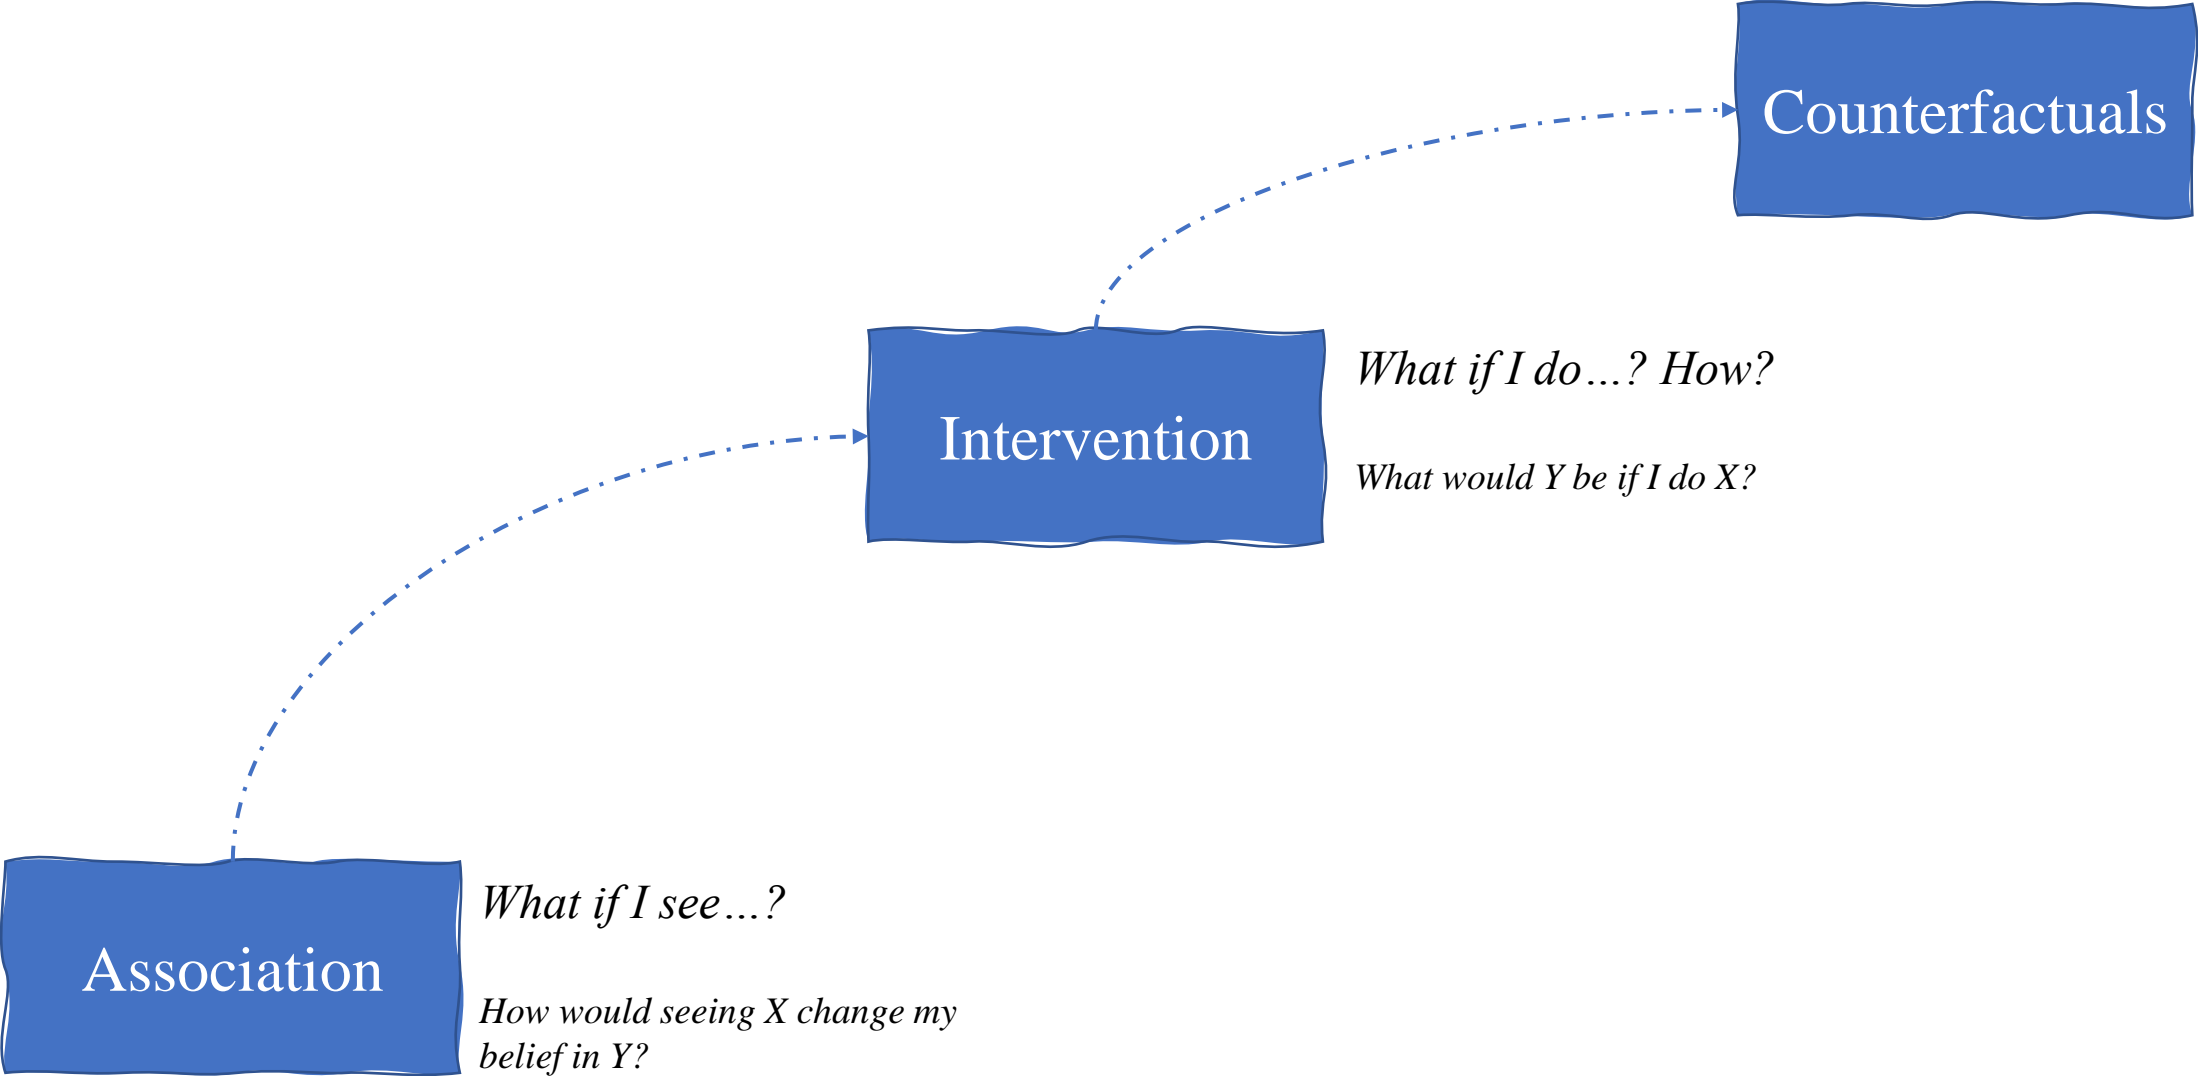 Counterfactuals
What if I do…? How?
Intervention
What would Y be if I do X?
What if I see…?
Association
How would seeing X change my
belief in Y?